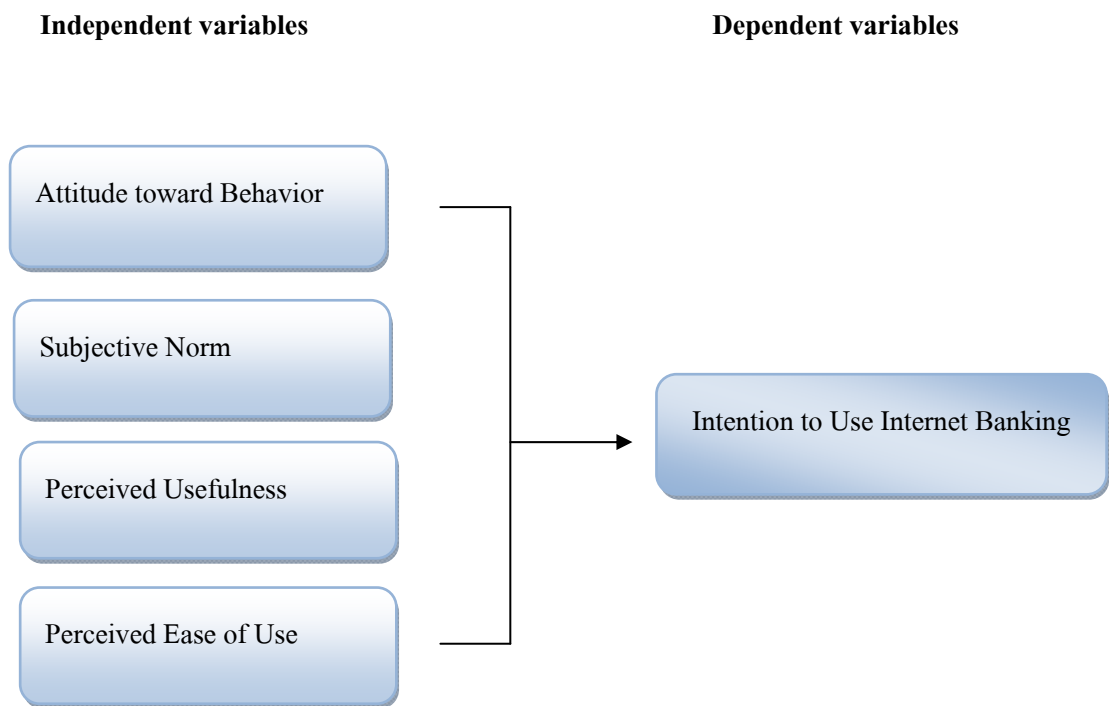 Independent variables
Dependent variables
Attitude toward Behavior
Subjective Norm
Intention to Use Internet Banking
Perceived Usefulness
Perceived Ease of Use